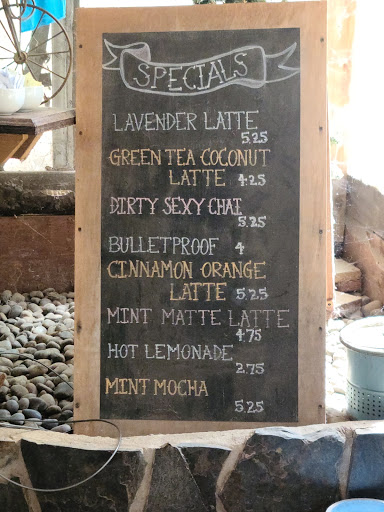 SPECIALS
LAVENDER LATTE
5.25
GREEN TEA COCONUT
LATTE 4.25
DIRTY SEXY CHAI
5.25
BULLETPROOF 4
CINNAMON ORANGE
LATTE 5.25
MINT MATTE LATTE
4.75
HOT LEMONADE
2.75
MINT MOCHA
5.25